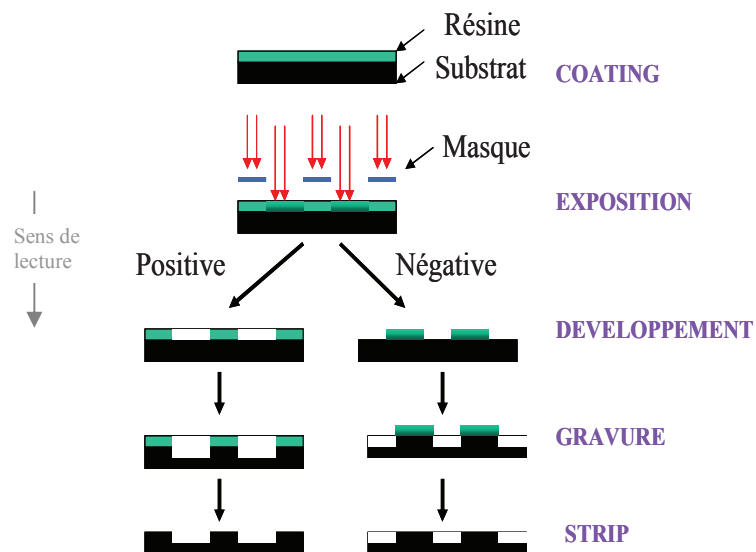 Résine
Substrat
COATING
Masque
EXPOSITION
Sens de
lecture
Positive
Négative
DEVELOPPEMENT
GRAVURE
STRIP